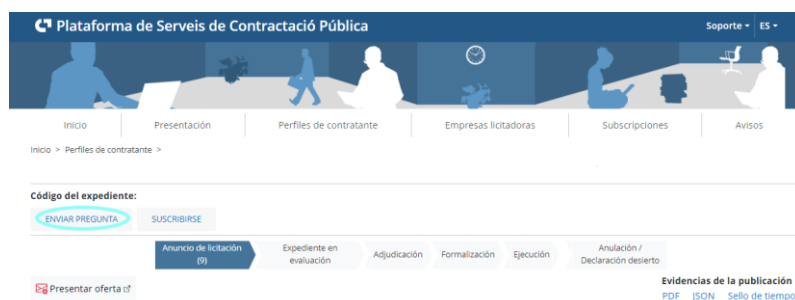 Plataforma de Serveis de Contractació Pública
Soporte ES
Inicio Presentación Perfiles de contratante Empresas licitadoras Subscripciones Avisos
Inicio > Perfiles de contratante >
Código del expediente:
ENVIAR PREGUNTA SUSCRIBIRSE
Anuncio de licitación (9)
Expediente en evaluación
Adjudicación
Formalización
Ejecución
Anulación / Declaración desierto
Presentar oferta
Evidencias de la publicación
PDF JSON Sello de tiempo